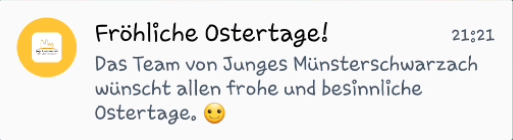 Fröhliche Ostertage!
21:21
Das Team von Junges Münsterschwarzach
wünscht allen frohe und besinnliche
Ostertage. 🙂